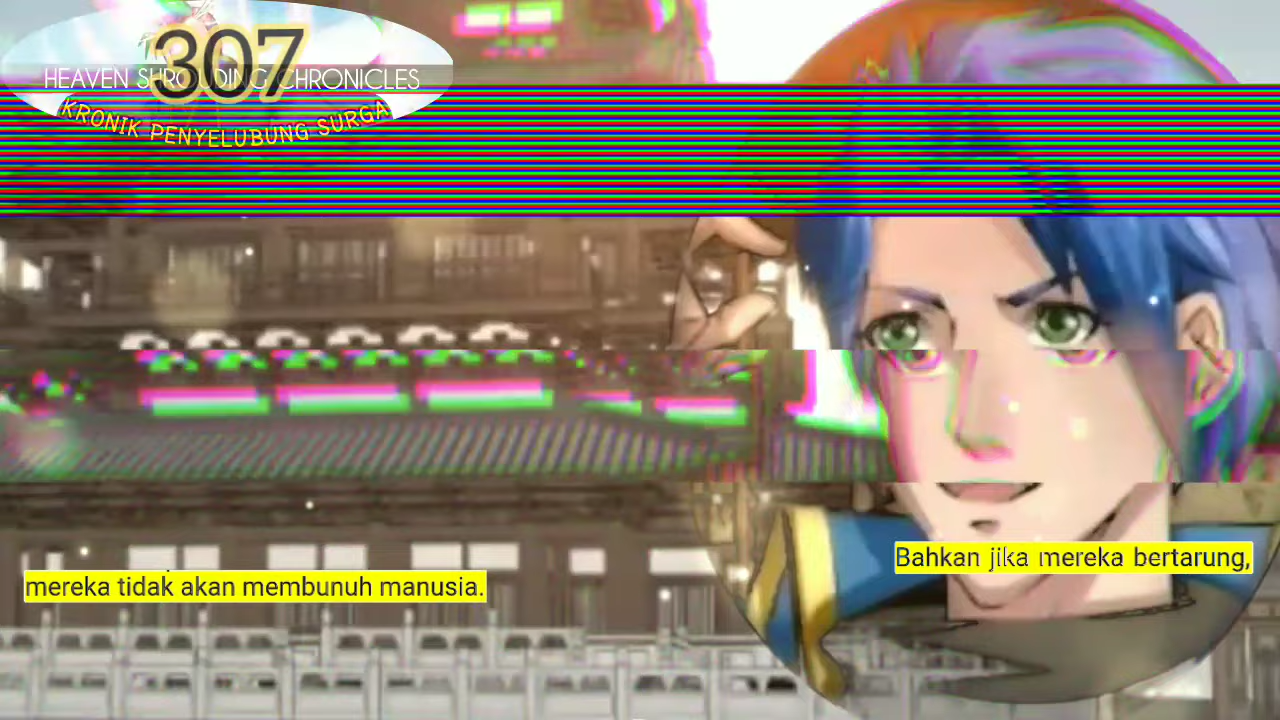 307
HEAVEN SHROUDING CHRONICLES
KRONIK PENYELUBUNG SURGA
Bahkan jika mereka bertarung,
mereka tidak akan membunuh manusia.